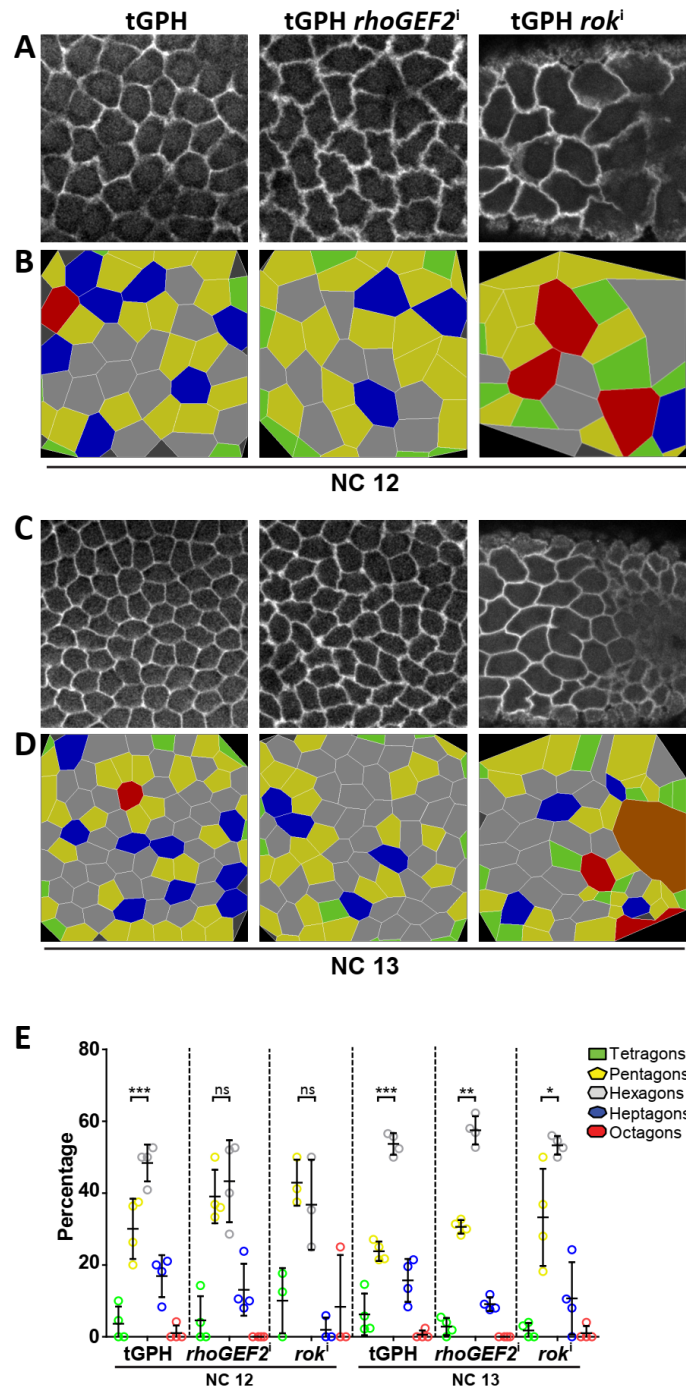 tGPH tGPH rhoGEF2ⁱ tGPH rokⁱ
A
B
NC 12
C
D
NC 13
E
80
60
40
20
0
Percentage
*** ns ns *** ** *
Tetragons
Pentagons
Hexagons
Heptagons
Octagons
tGPH rhoGEF2ⁱ rokⁱ tGPH rhoGEF2ⁱ rokⁱ
NC 12 NC 13